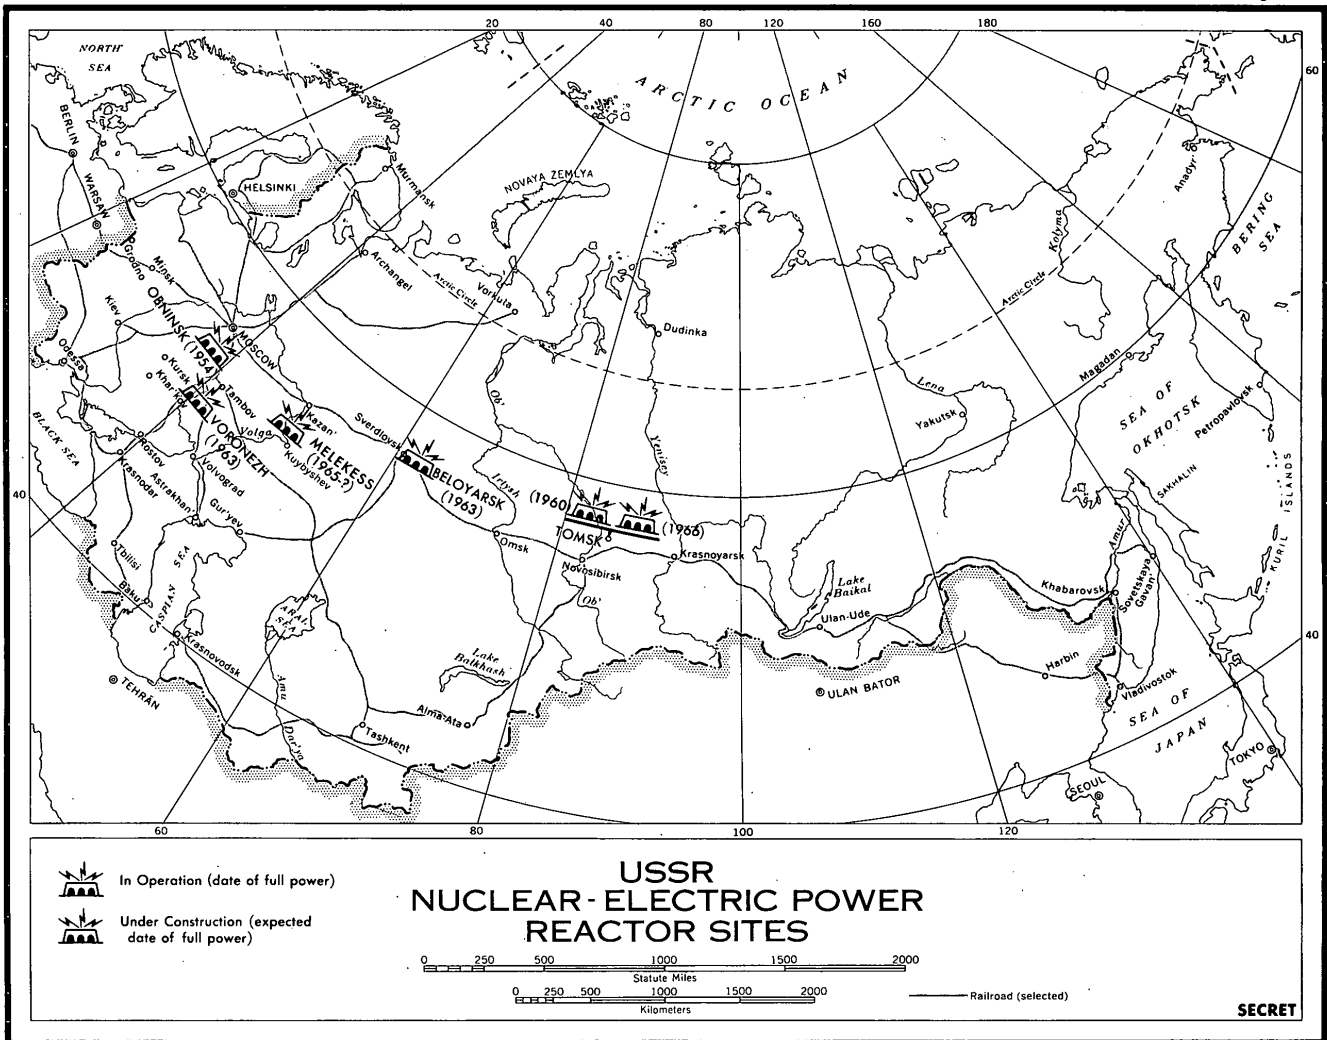 20 40 80 120 160 180
NORTH
SEA
ARCTIC OCEAN
60
BERLIN
WARSAW
HELSINKI
Murmansk
NOVAYA ZEMLYA
Anadyr'
BERING
SEA
Kolyma
Grodno
Minsk
Archangel
Arctic Circle
Vorkuta
Arctic Circle
Kiev
OBNINSK (1954)
MOSCOW
Dudinka
Odessa
Kursk
Khar'kov
Tambov
Magadan
Lena
SEA OF
OKHOTSK
Petropavlovsk
BLACK SEA
VORONEZH
(1963)
Volga
Kazan'
MELEKESS
(1965-?)
Kuybyshev
Sverdlovsk
Ob'
Yenisey
Yakutsk
Rostov
Krasnodar
Volvograd
Astrakhan'
Gur'yev
BELOYARSK
(1963)
Irtysh
SAKHALIN
KURIL ISLANDS
40
(1960)
(1966)
TOMSK
Omsk
Novosibirsk
Krasnoyarsk
Amur
Tbilisi
Baku
CASPIAN SEA
ARAL
SEA
Ob'
Lake
Baikal
Ulan-Ude
Khabarovsk
Sovetskaya
Gavan'
40
Krasnovodsk
TEHRĀN
Lake
Balkhash
Harbin
Vladivostok
ULAN BATOR
SEA OF
JAPAN
Amu
Dar'ya
Alma-Ata
Tashkent
TOKYO
SEOUL
60 80 100 120
In Operation (date of full power)
Under Construction (expected
date of full power)
USSR
NUCLEAR-ELECTRIC POWER
REACTOR SITES
0 250 500 1000 1500 2000
Statute Miles
0 250 500 1000 1500 2000
Kilometers
Railroad (selected)
SECRET